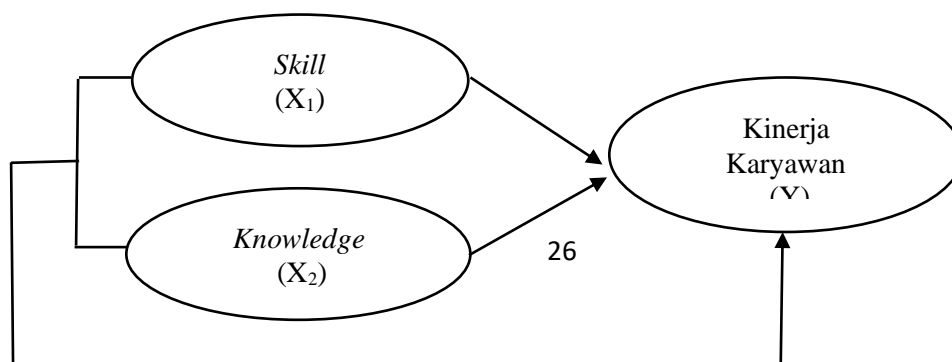 Skill
(X₁)
Kinerja
Karyawan
(Y)
Knowledge
(X₂)
26